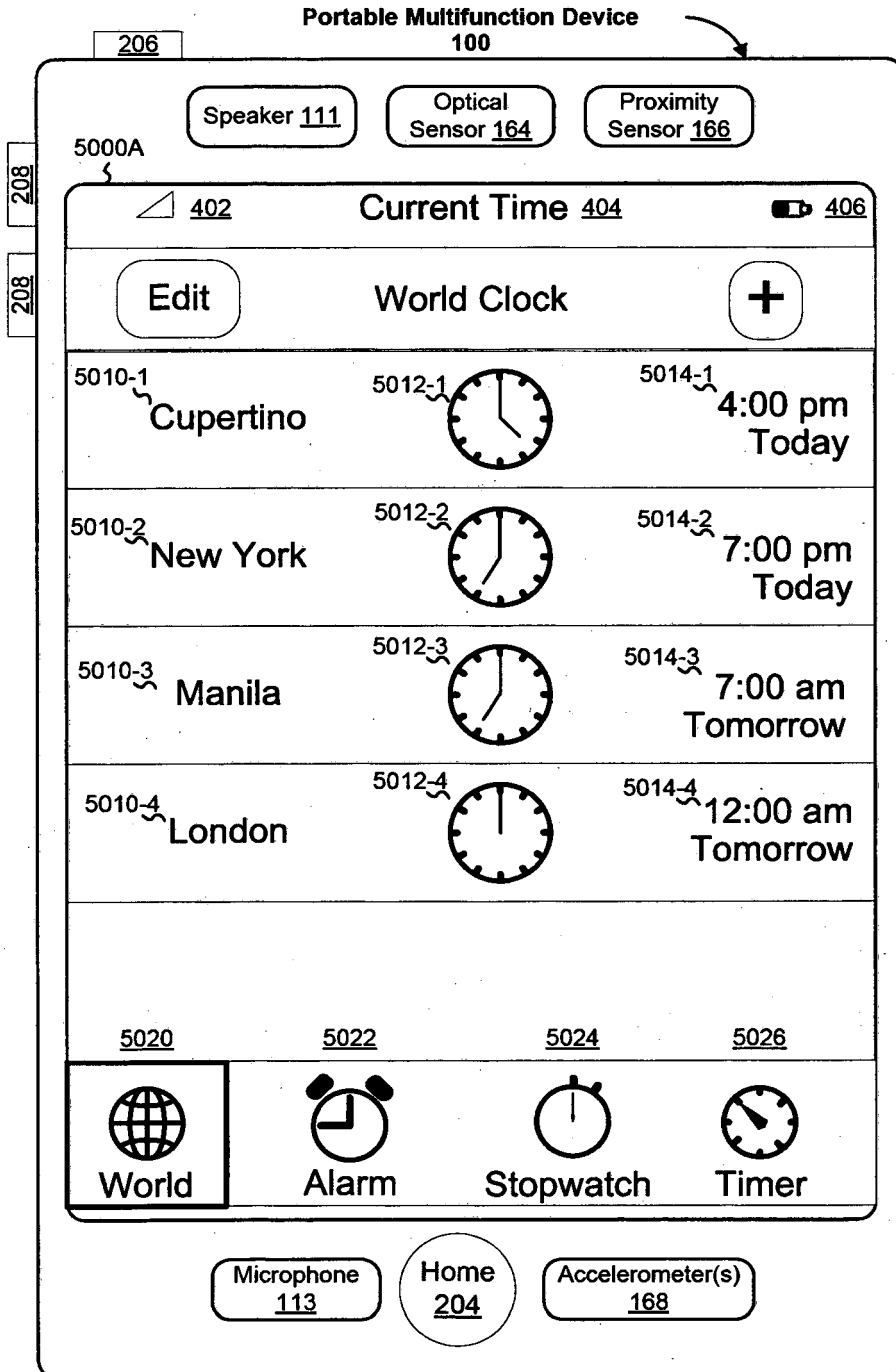 Portable Multifunction Device
100
206
Speaker 111
Optical
Sensor 164
Proximity
Sensor 166
5000A
208
208
402
Current Time 404
406
Edit
World Clock
+
5010-1
Cupertino
5012-1
5014-1
4:00 pm
Today
5010-2
New York
5012-2
5014-2
7:00 pm
Today
5010-3
Manila
5012-3
5014-3
7:00 am
Tomorrow
5010-4
London
5012-4
5014-4
12:00 am
Tomorrow
5020
5022
5024
5026
World
Alarm
Stopwatch
Timer
Microphone
113
Home
204
Accelerometer(s)
168